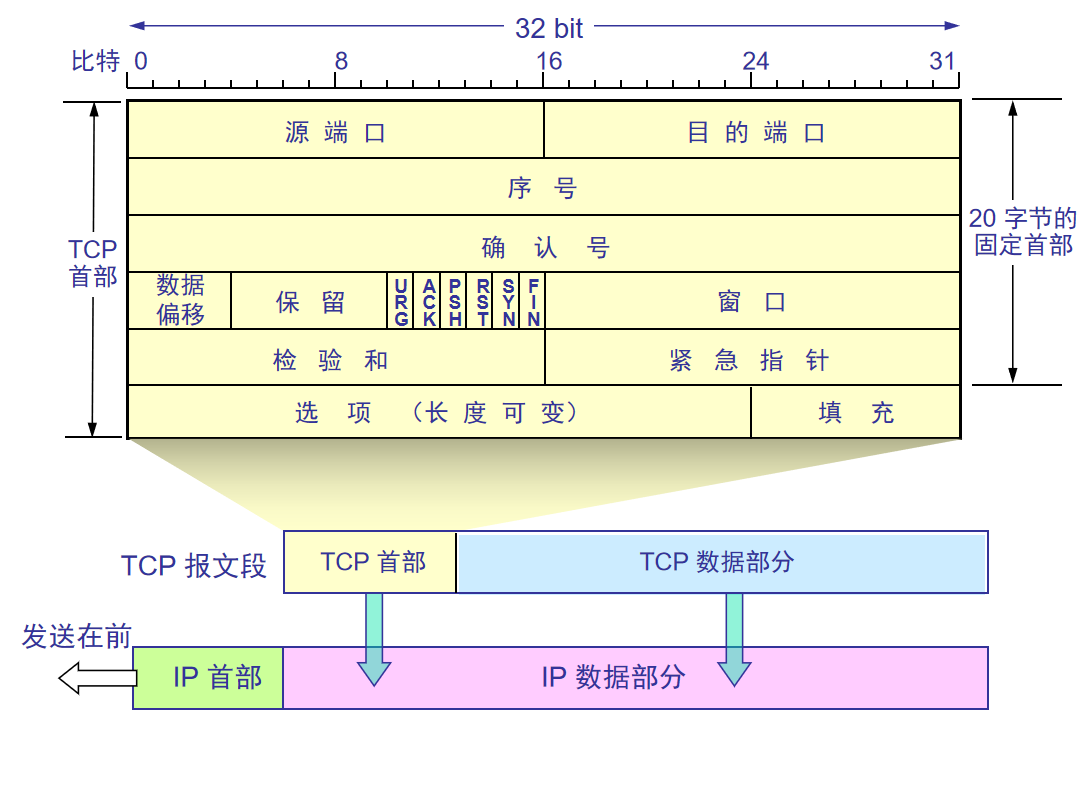 32 bit
比特 0 8 16 24 31
源端口 目的端口
序号
确认号
TCP
首部
20 字节的
固定首部
数据
偏移
保留
URG
ACK
PSH
RST
SYN
FIN
窗口
检验和 紧急指针
选项（长度可变） 填充
TCP 报文段 TCP 首部 TCP 数据部分
发送在前
IP 首部 IP 数据部分